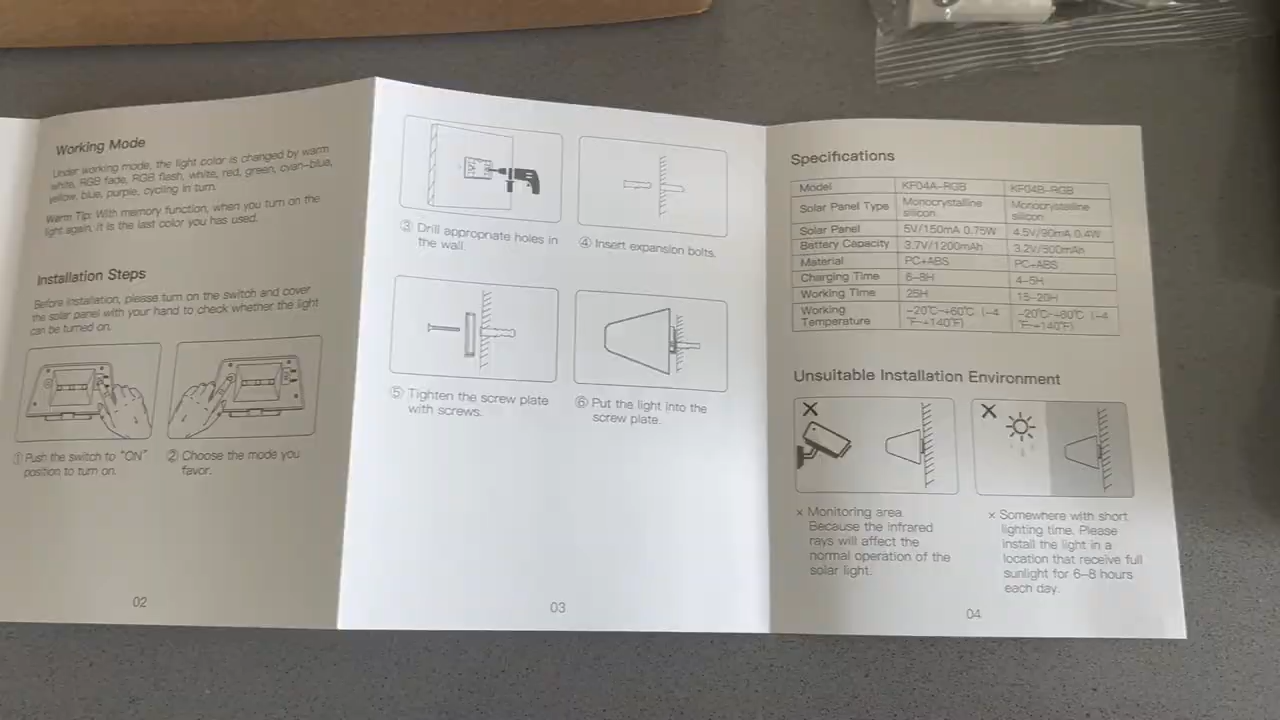 Working Mode
Under working mode, the light color is changed by warm
white, RGB fade, RGB flash, white, red, green, cyan-blue,
yellow, blue, purple, cycling in turn.
Warm Tip: With memory function, when you turn on the
light again, it is the last color you have used.
Installation Steps
Before installation, please turn on the switch and cover
the solar panel with your hand to check whether the light
can be turned on.
① Push the switch to "ON"
position to turn on.
② Choose the mode you
favor.
02
③ Drill appropriate holes in
the wall.
④ Insert expansion bolts.
⑤ Tighten the screw plate
with screws.
⑥ Put the light into the
screw plate.
03
Specifications
Model KF04A-RGB KF04B-RGB
Solar Panel Type Monocrystalline silicon Monocrystalline silicon
Solar Panel 5V/150mA 0.75W 4.5V/90mA 0.4W
Battery Capacity 3.7V/1200mAh 3.2V/500mAh
Material PC+ABS PC+ABS
Charging Time 6-8H 4-5H
Working Time 25H 15-20H
Working Temperature -20℃~+60℃ (-4℉~+140℉) -20℃~+60℃ (-4℉~+140℉)
Unsuitable Installation Environment
× Monitoring area.
Because the infrared
rays will affect the
normal operation of the
solar light.
× Somewhere with short
lighting time. Please
install the light in a
location that receive full
sunlight for 6-8 hours
each day.
04